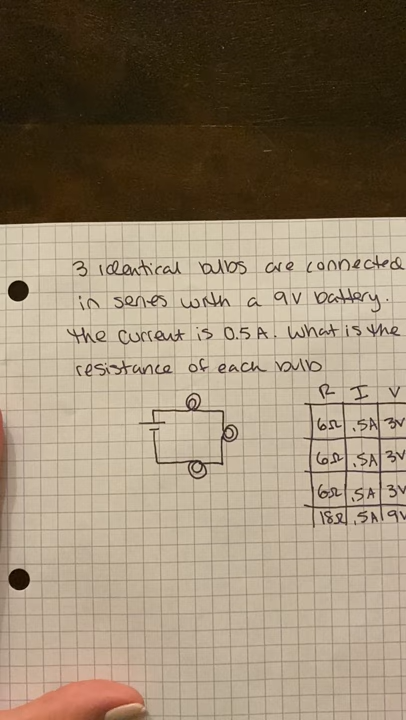 3 identical bulbs are connected
in series with a 9V battery.
the current is 0.5A. What is the
resistance of each bulb
R I V
6Ω .5A 3V
6Ω .5A 3V
6Ω .5A 3V
18Ω .5A 9V